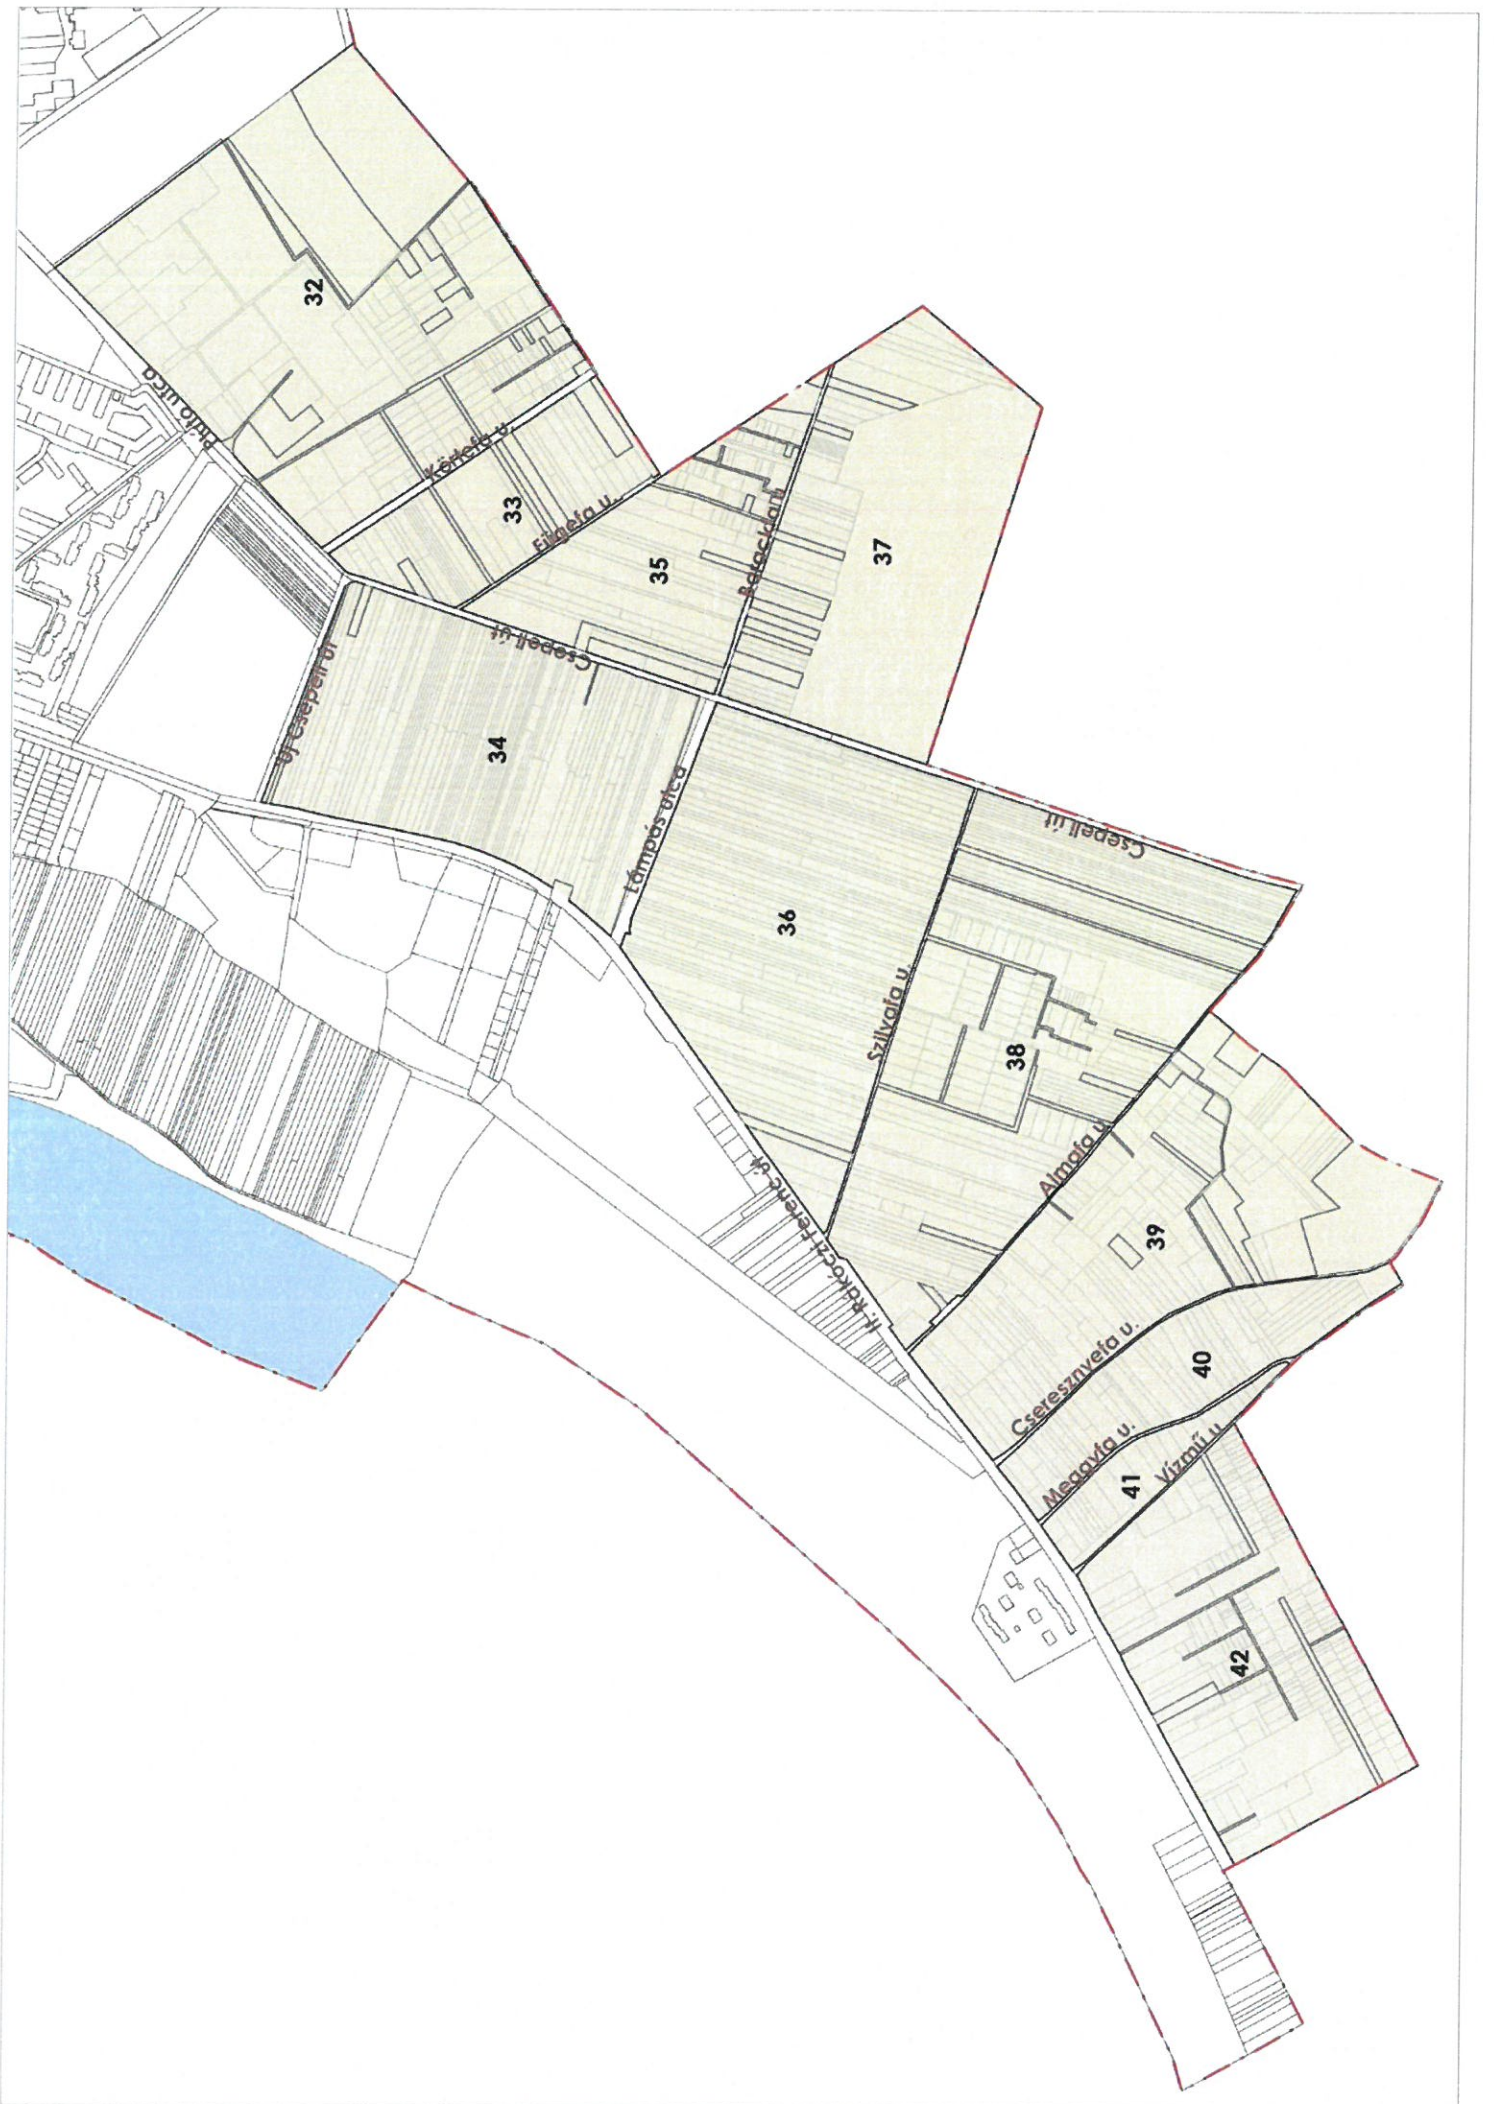 Plútó utca
32
Körtefa u.
33
Fügefa u.
35
Barackfa u.
37
Új Csepeli út
Csepeli út
34
Lámpás utca
36
Csepeli út
Szilvafa u.
38
Almafa u.
II. Rákóczi Ferenc út
39
Cseresznyefa u.
40
Meggyfa u.
41
Vízmű u.
42